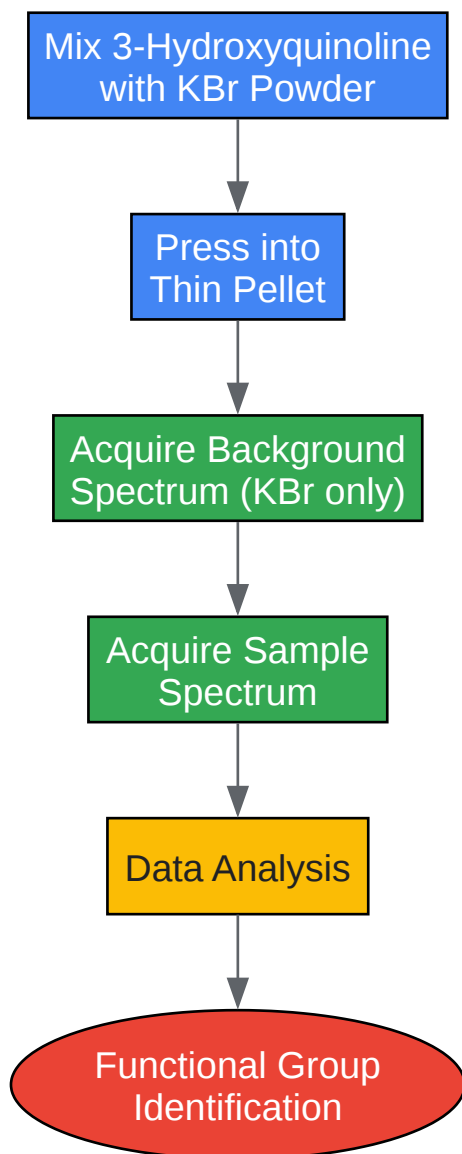 Mix 3-Hydroxyquinoline
with KBr Powder
Press into
Thin Pellet
Acquire Background
Spectrum (KBr only)
Acquire Sample
Spectrum
Data Analysis
Functional Group
Identification